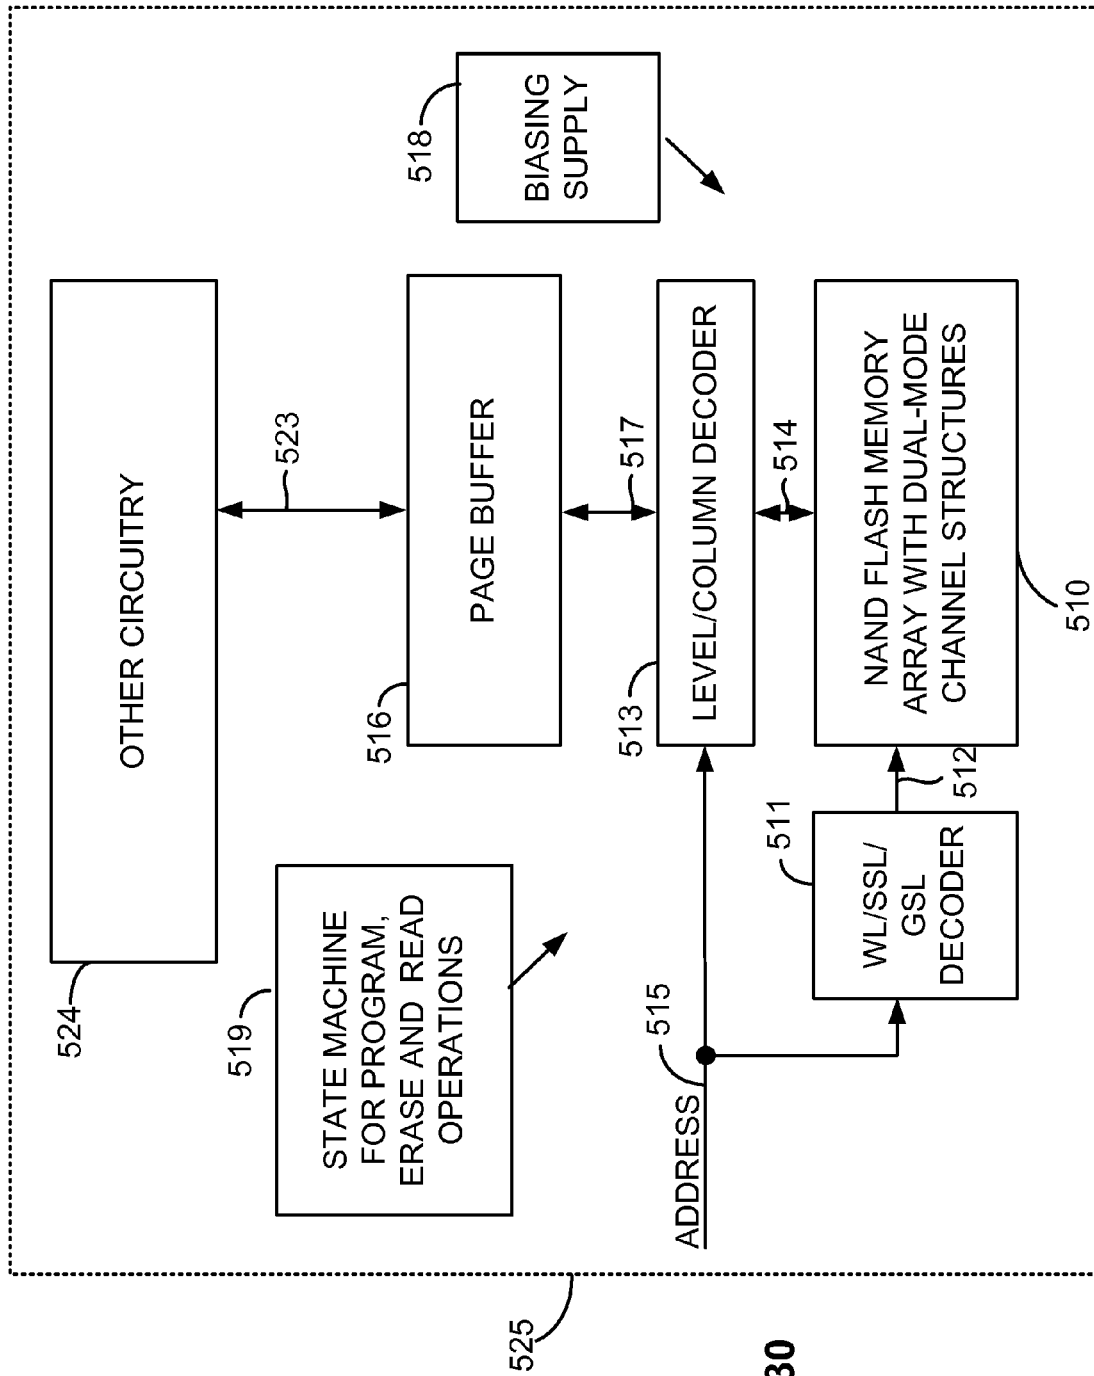 OTHER CIRCUITRY
524
519
523
STATE MACHINE
FOR PROGRAM,
ERASE AND READ
OPERATIONS
516
PAGE BUFFER
518
BIASING
SUPPLY
525
517
513
515
ADDRESS
LEVEL/COLUMN DECODER
514
511
WL/SSL/
GSL
DECODER
512
NAND FLASH MEMORY
ARRAY WITH DUAL-MODE
CHANNEL STRUCTURES
510
30